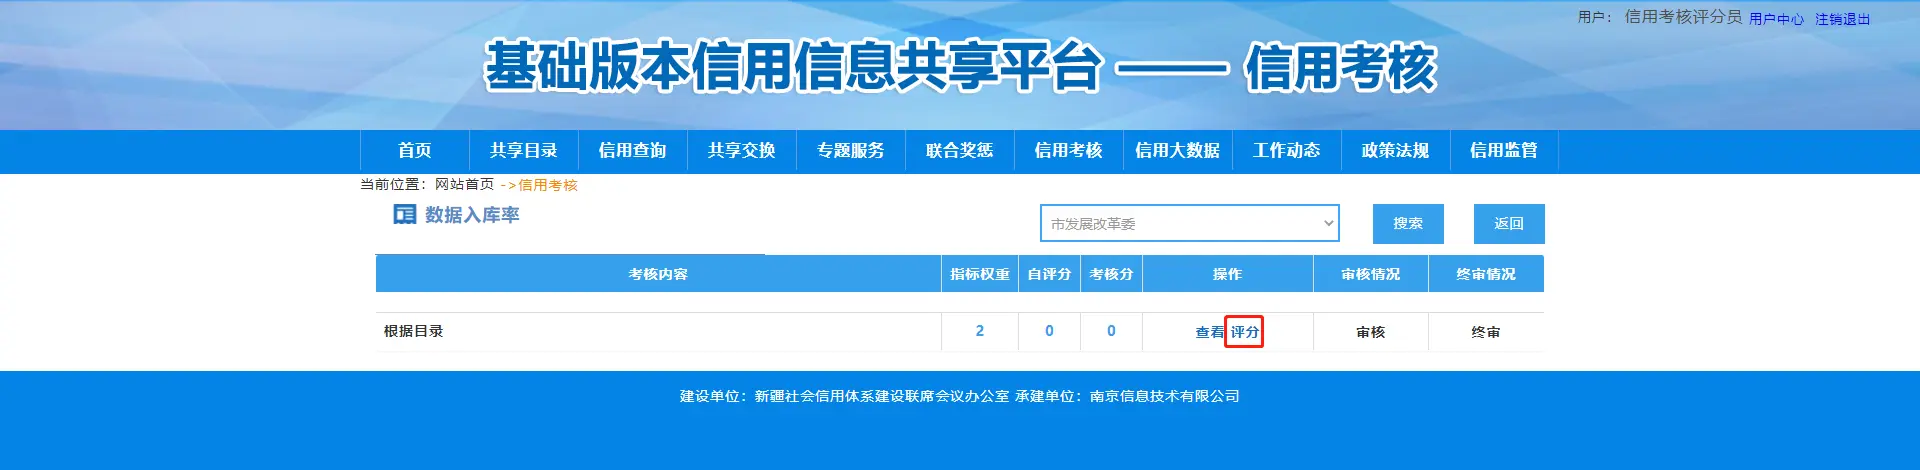 用户： 信用考核评分员 用户中心 注销退出
基础版本信用信息共享平台 —— 信用考核
首页 共享目录 信用查询 共享交换 专题服务 联合奖惩 信用考核 信用大数据 工作动态 政策法规 信用监管
当前位置：网站首页 ->信用考核
数据入库率 市发展改革委 搜索 返回
考核内容 指标权重 自评分 考核分 操作 审核情况 终审情况
根据目录 2 0 0 查看 评分 审核 终审
建设单位：新疆社会信用体系建设联席会议办公室 承建单位：南京信息技术有限公司